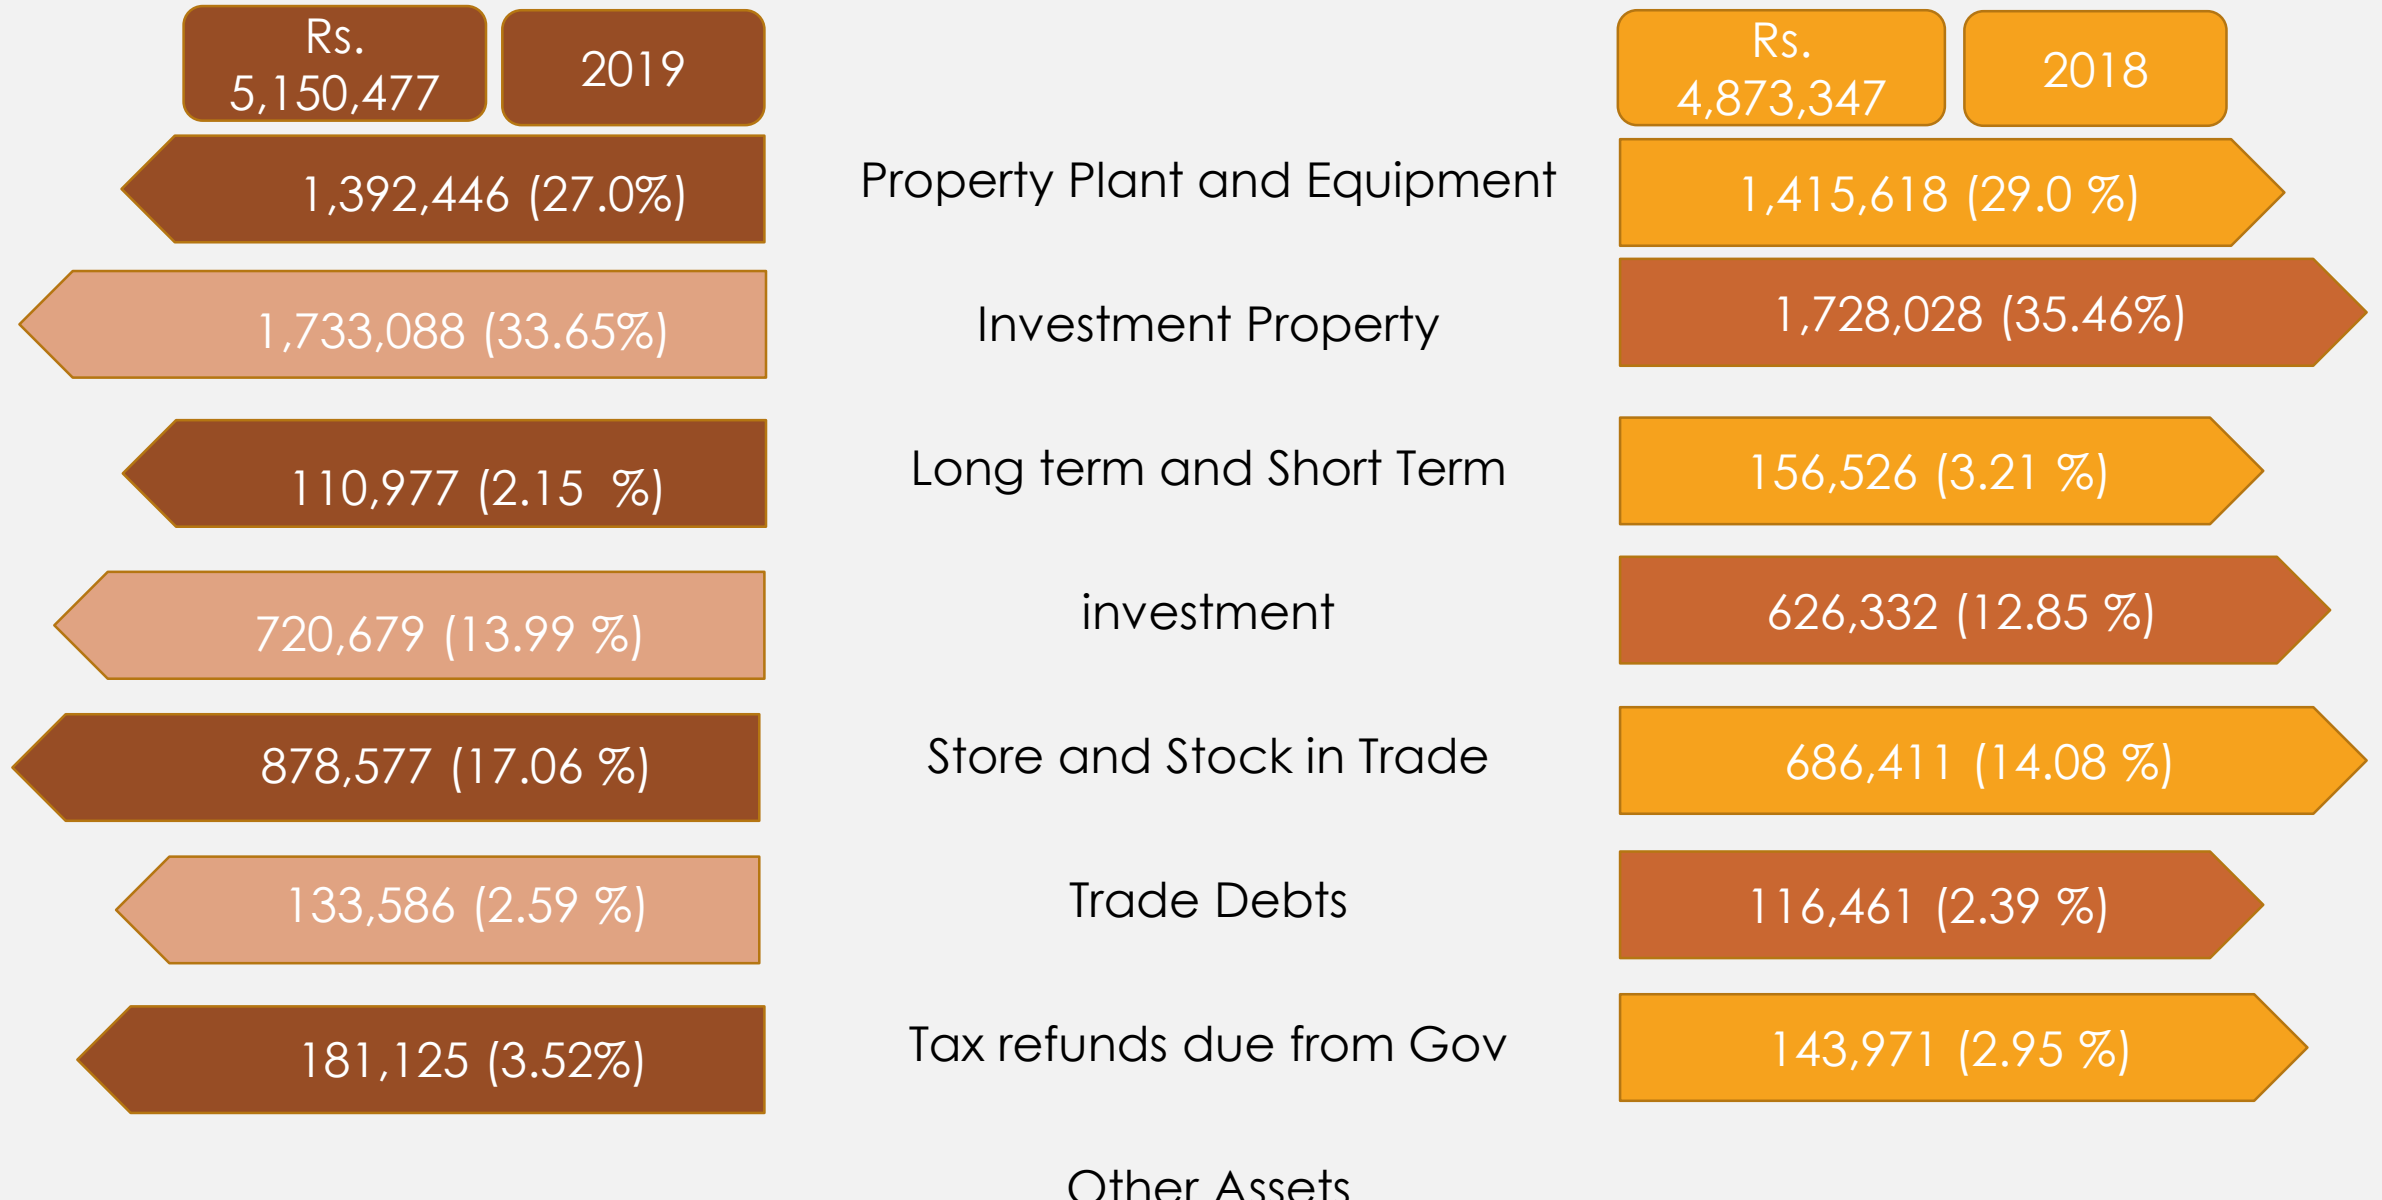 Rs.
5,150,477
2019
Rs.
4,873,347
2018
1,392,446 (27.0%)
Property Plant and Equipment
1,415,618 (29.0 %)
1,733,088 (33.65%)
Investment Property
1,728,028 (35.46%)
110,977 (2.15  %)
Long term and Short Term
156,526 (3.21 %)
720,679 (13.99 %)
investment
626,332 (12.85 %)
878,577 (17.06 %)
Store and Stock in Trade
686,411 (14.08 %)
133,586 (2.59 %)
Trade Debts
116,461 (2.39 %)
181,125 (3.52%)
Tax refunds due from Gov
143,971 (2.95 %)
Other Assets